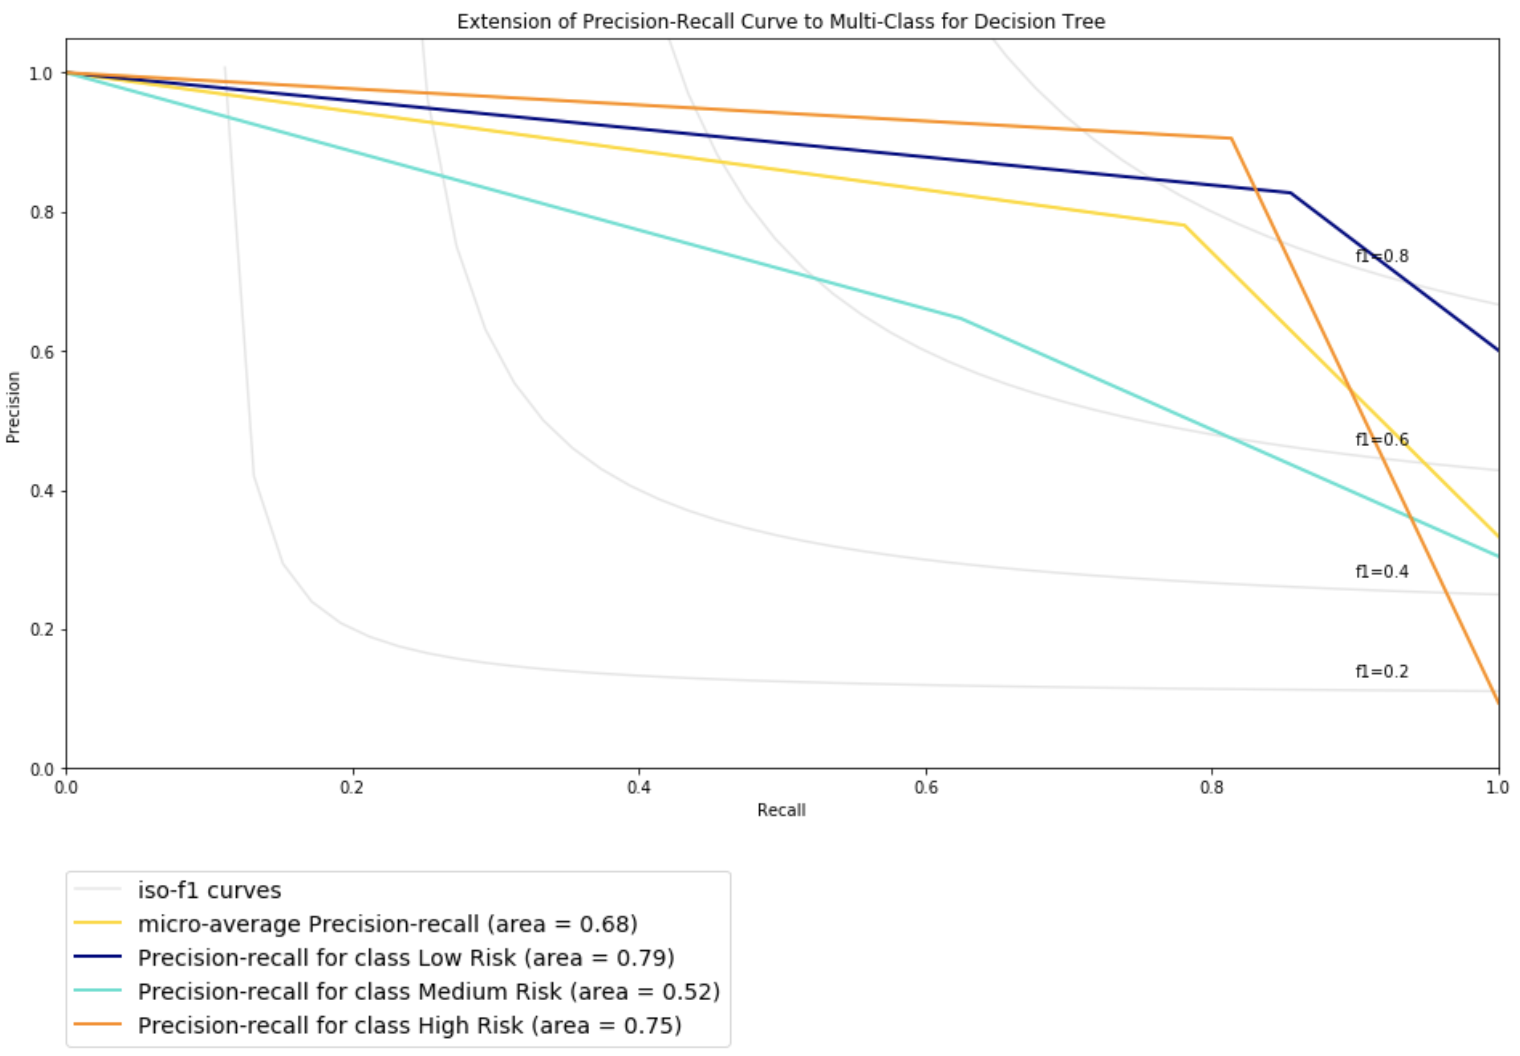 Extension of Precision-Recall Curve to Multi-Class for Decision Tree
Precision
1.0
0.8
0.6
0.4
0.2
0.0
f1=0.8
f1=0.6
f1=0.4
f1=0.2
0.0 0.2 0.4 0.6 0.8 1.0
Recall
iso-f1 curves
micro-average Precision-recall (area = 0.68)
Precision-recall for class Low Risk (area = 0.79)
Precision-recall for class Medium Risk (area = 0.52)
Precision-recall for class High Risk (area = 0.75)